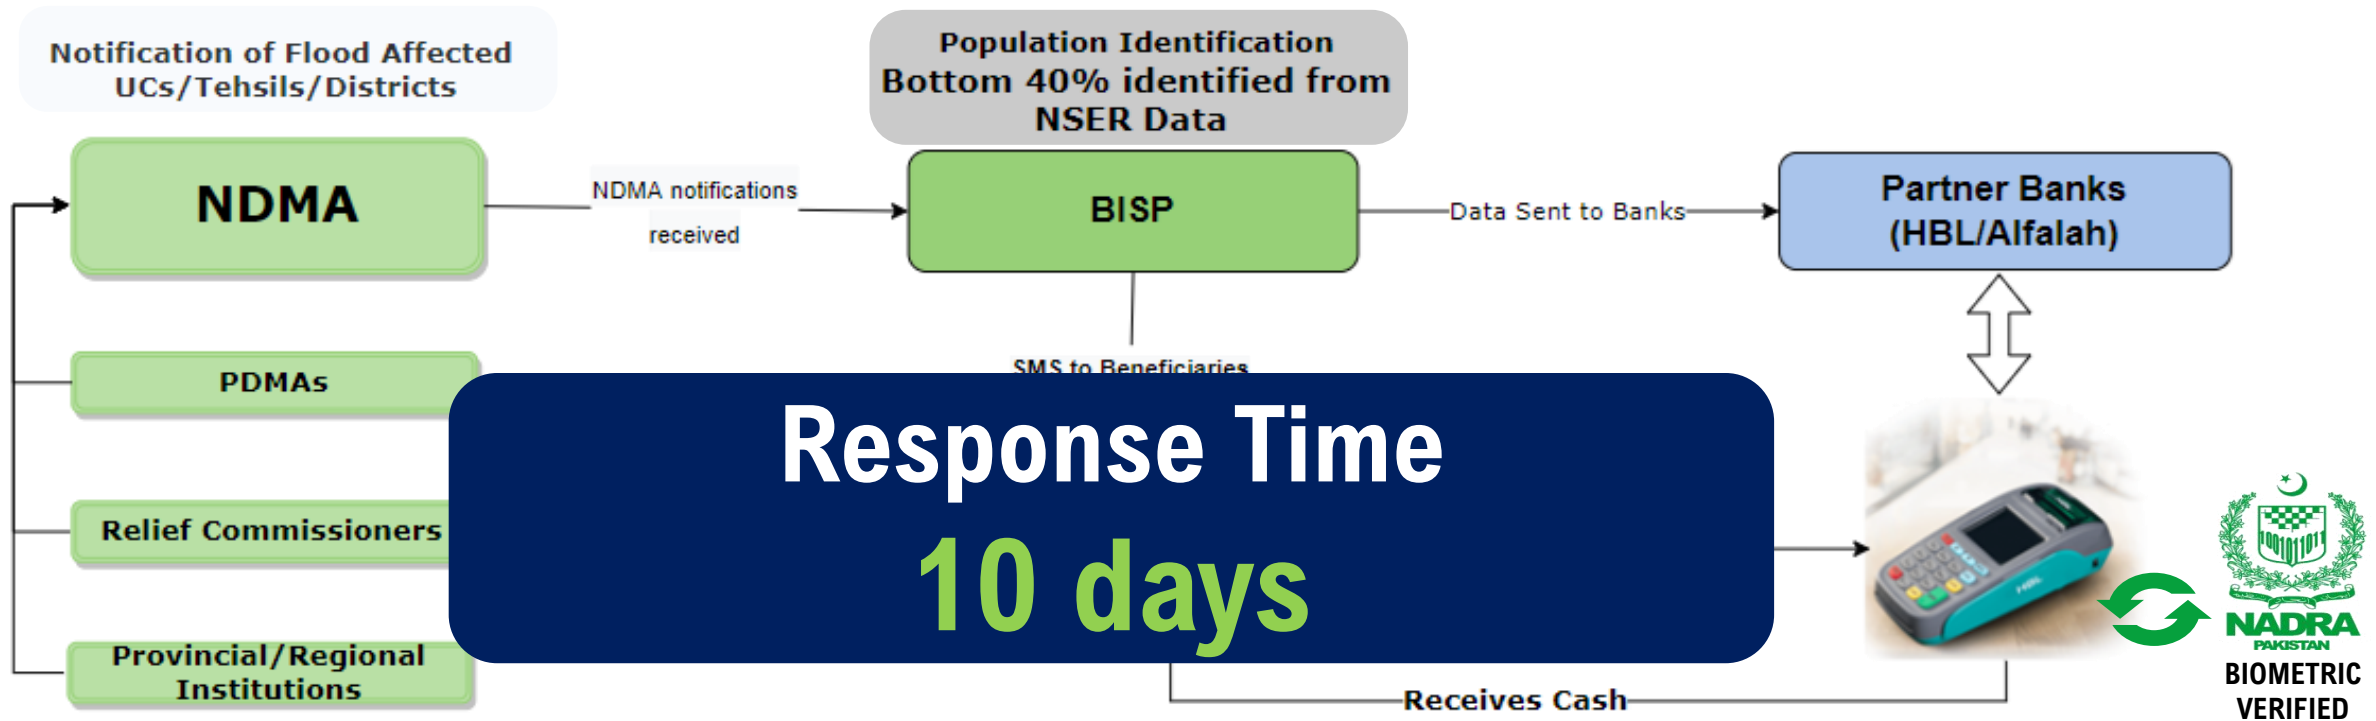 Notification of Flood Affected
UCs/Tehsils/Districts
Population Identification
Bottom 40% identified from
NSER Data
NDMA
NDMA notifications
received
BISP
Data Sent to Banks
Partner Banks
(HBL/Alfalah)
SMS to Beneficiaries
PDMAs
Relief Commissioners
Provincial/Regional
Institutions
Response Time
10 days
HBL
1001011011
NADRA
PAKISTAN
BIOMETRIC
VERIFIED
Receives Cash